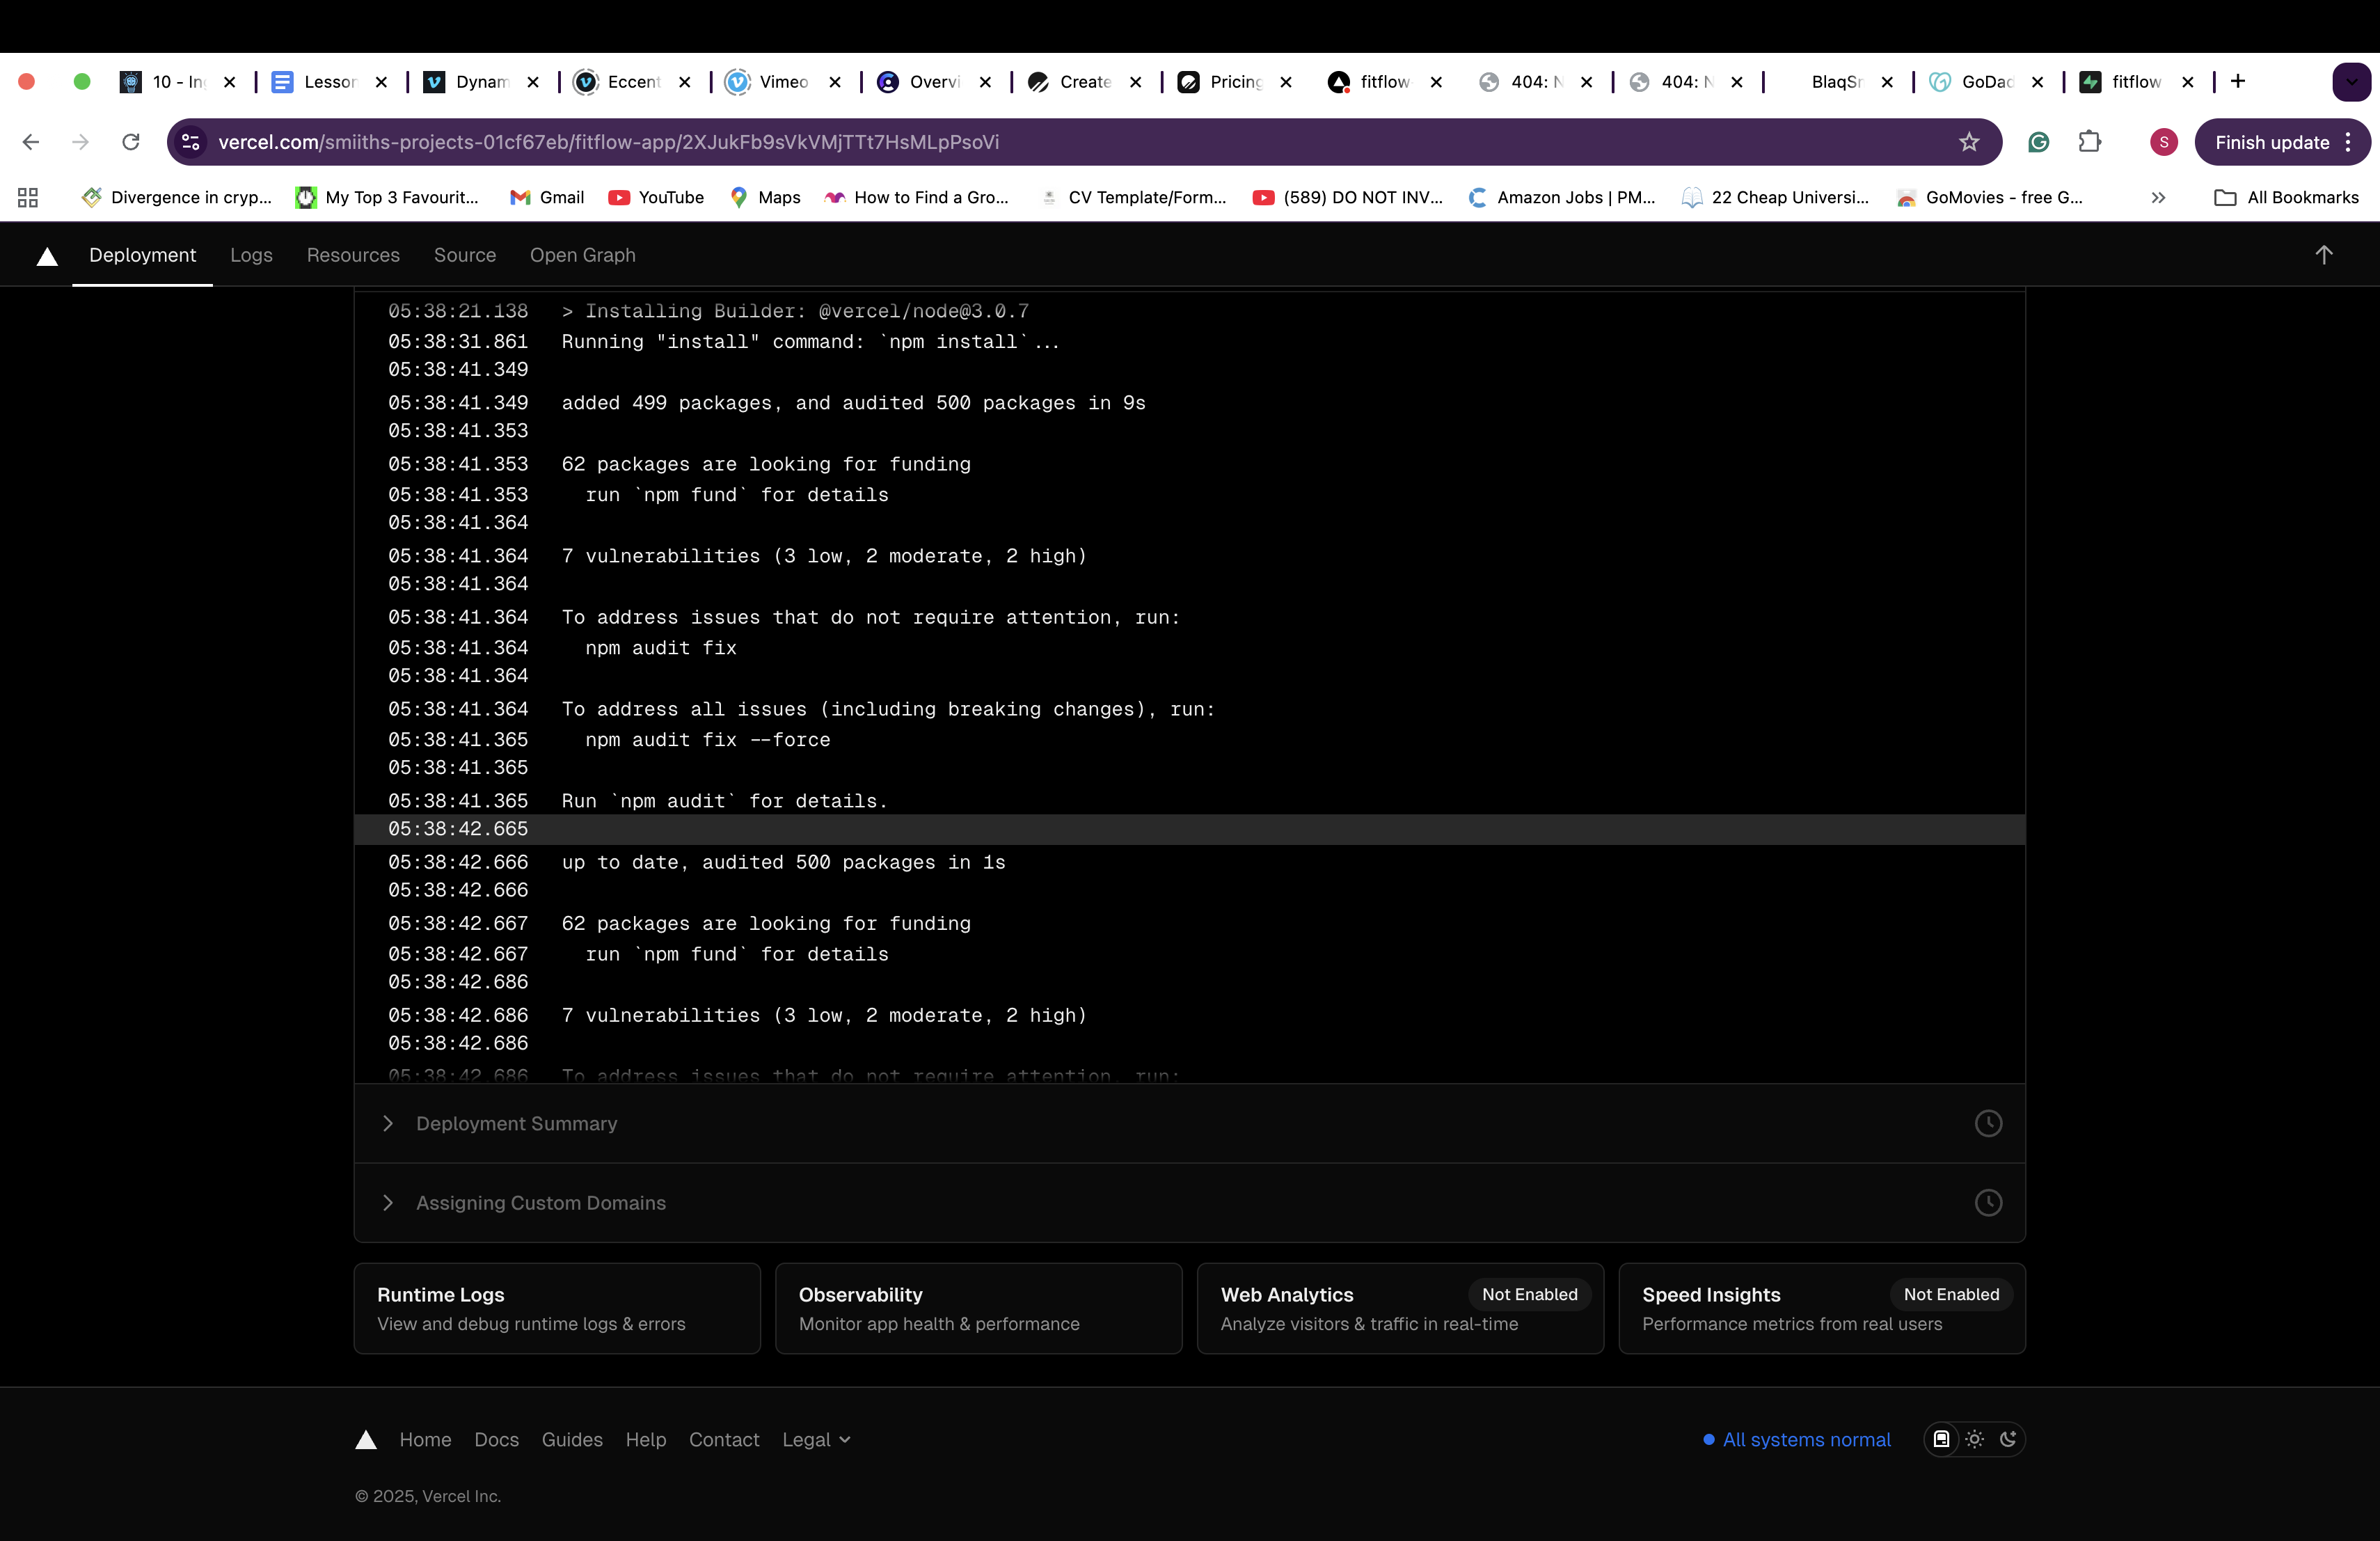 10 - In
Lesson
Dynam
Eccent
Vimeo
Overvi
Create
Pricing
fitflow
404: N
404: N
BlaqSr
GoDad
fitflow
vercel.com/smiiths-projects-01cf67eb/fitflow-app/2XJukFb9sVkVMjTTt7HsMLpPsoVi
S
Finish update
Divergence in cryp...
My Top 3 Favourit...
Gmail
YouTube
Maps
How to Find a Gro...
CV Template/Form...
(589) DO NOT INV...
Amazon Jobs | PM...
22 Cheap Universi...
GoMovies - free G...
All Bookmarks
Deployment
Logs
Resources
Source
Open Graph
05:38:21.138 > Installing Builder: @vercel/node@3.0.7
05:38:31.861 Running "install" command: `npm install`...
05:38:41.349
05:38:41.349 added 499 packages, and audited 500 packages in 9s
05:38:41.353
05:38:41.353 62 packages are looking for funding
05:38:41.353 run `npm fund` for details
05:38:41.364
05:38:41.364 7 vulnerabilities (3 low, 2 moderate, 2 high)
05:38:41.364
05:38:41.364 To address issues that do not require attention, run:
05:38:41.364 npm audit fix
05:38:41.364
05:38:41.364 To address all issues (including breaking changes), run:
05:38:41.365 npm audit fix --force
05:38:41.365
05:38:41.365 Run `npm audit` for details.
05:38:42.665
05:38:42.666 up to date, audited 500 packages in 1s
05:38:42.666
05:38:42.667 62 packages are looking for funding
05:38:42.667 run `npm fund` for details
05:38:42.686
05:38:42.686 7 vulnerabilities (3 low, 2 moderate, 2 high)
05:38:42.686
05:38:42.686 To address issues that do not require attention, run:
Deployment Summary
Assigning Custom Domains
Runtime Logs
View and debug runtime logs & errors
Observability
Monitor app health & performance
Web Analytics
Not Enabled
Analyze visitors & traffic in real-time
Speed Insights
Not Enabled
Performance metrics from real users
Home
Docs
Guides
Help
Contact
Legal
All systems normal
© 2025, Vercel Inc.